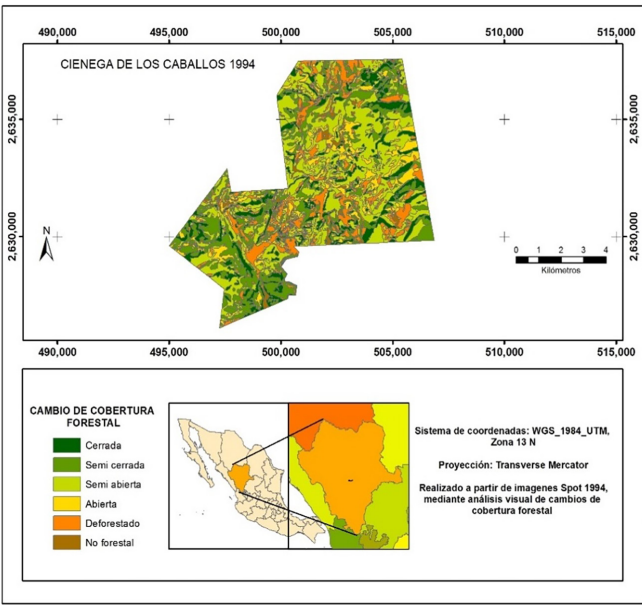 490,000 495,000 500,000 505,000 510,000 515,000
CIENEGA DE LOS CABALLOS 1994
2,635,000 2,635,000
2,630,000 2,630,000
N
0 1 2 3 4
Kilómetros
490,000 495,000 500,000 505,000 510,000 515,000
CAMBIO DE COBERTURA
FORESTAL
Cerrada
Semi cerrada
Semi abierta
Abierta
Deforestado
No forestal
Sistema de coordenadas: WGS_1984_UTM,
Zona 13 N
Proyección: Transverse Mercator
Realizado a partir de imagenes Spot 1994,
mediante análisis visual de cambios de
cobertura forestal